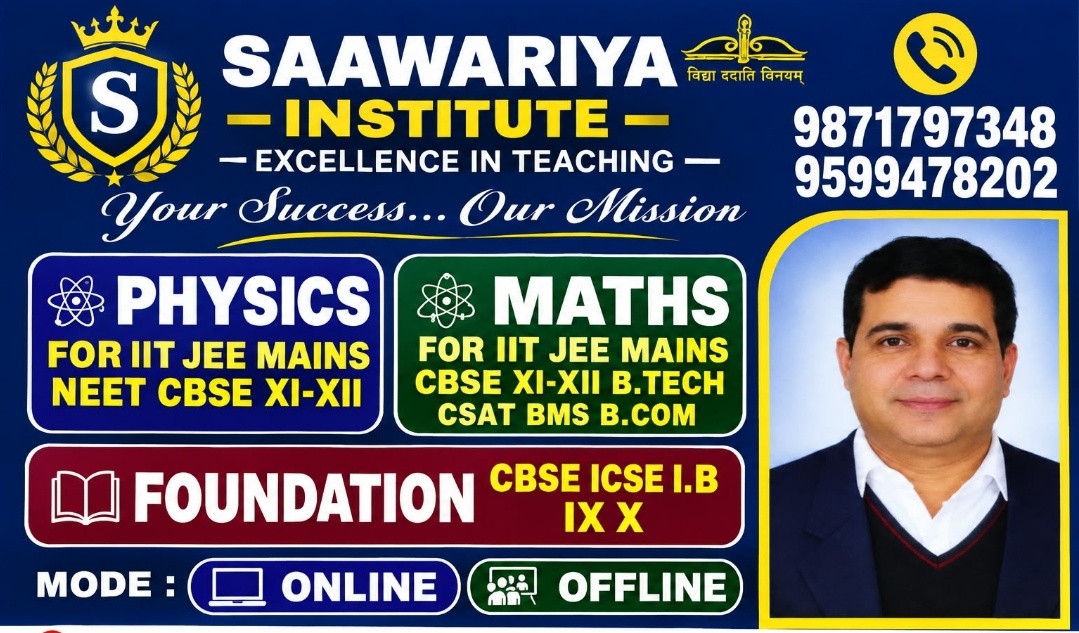 S
SAAWARIYA
विद्या ददाति विनयम्
INSTITUTE
EXCELLENCE IN TEACHING
Your Success... Our Mission
9871797348
9599478202
PHYSICS
FOR IIT JEE MAINS
NEET CBSE XI-XII
MATHS
FOR IIT JEE MAINS
CBSE XI-XII B.TECH
CSAT BMS B.COM
FOUNDATION
CBSE ICSE I.B
IX X
MODE :
ONLINE
OFFLINE